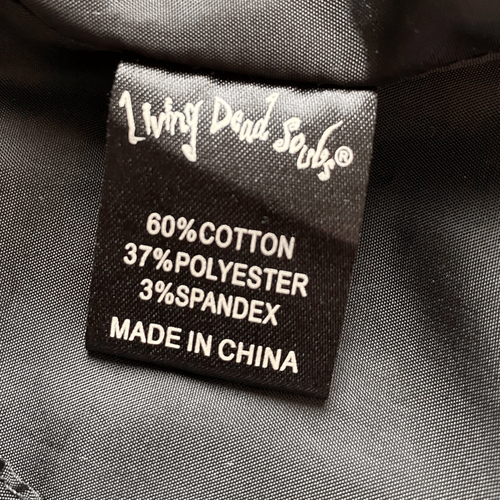 Living Dead Souls®
60%COTTON
37%POLYESTER
3%SPANDEX
MADE IN CHINA